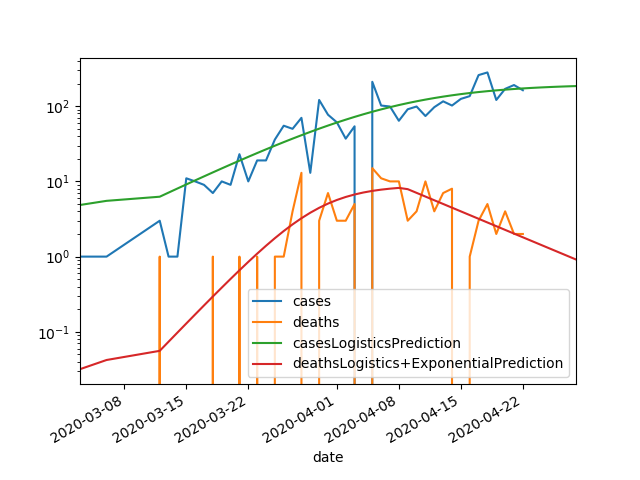 10²
10¹
10⁰
10⁻¹
cases
deaths
casesLogisticsPrediction
deathsLogistics+ExponentialPrediction
2020-03-08
2020-03-15
2020-03-22
2020-04-01
2020-04-08
2020-04-15
2020-04-22
date